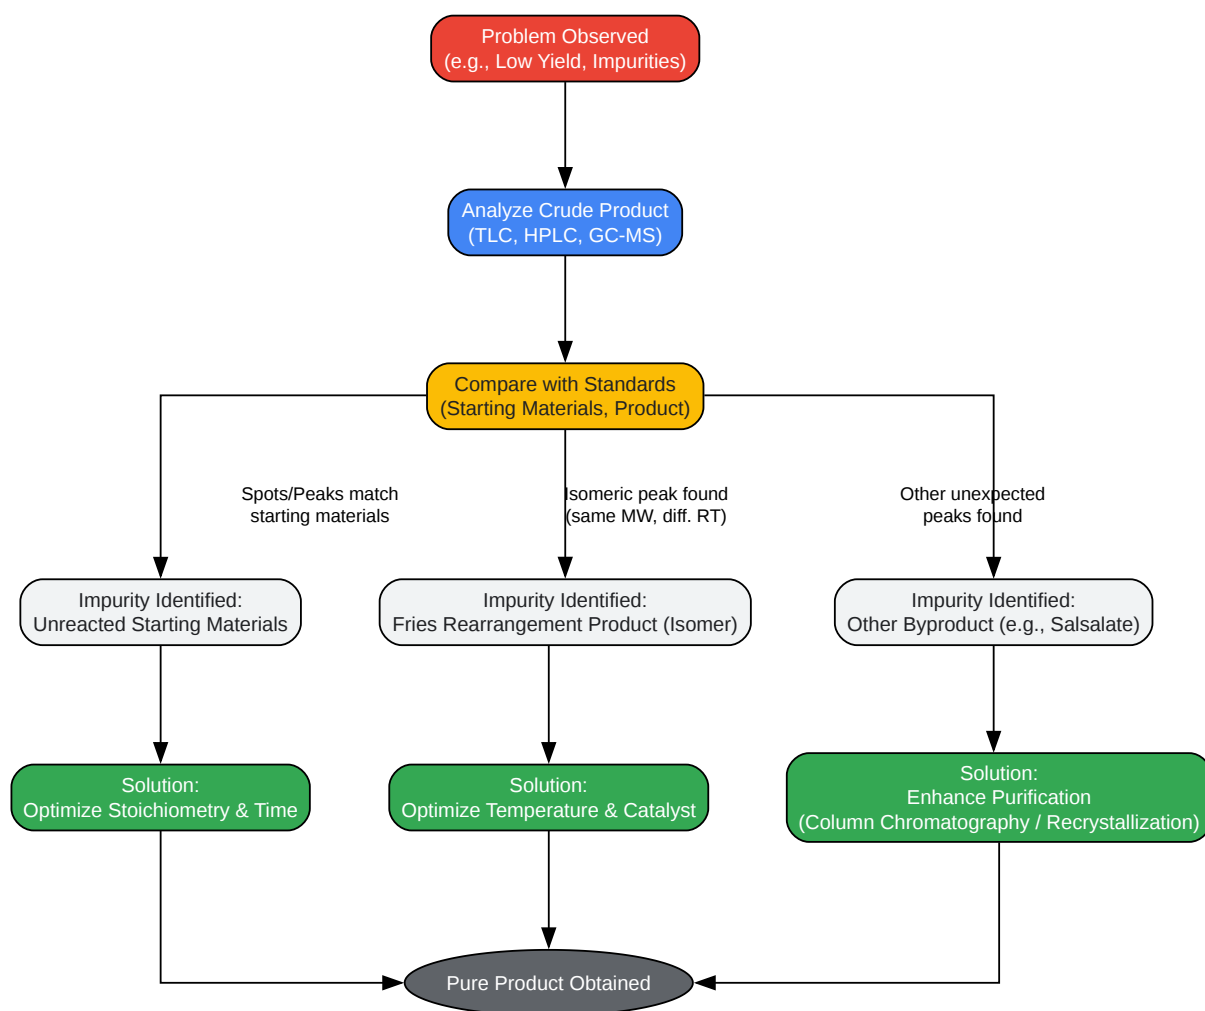 Problem Observed
(e.g., Low Yield, Impurities)
Analyze Crude Product
(TLC, HPLC, GC-MS)
Compare with Standards
(Starting Materials, Product)
Spots/Peaks match
starting materials
Isomeric peak found
(same MW, diff. RT)
Other unexpected
peaks found
Impurity Identified:
Unreacted Starting Materials
Impurity Identified:
Fries Rearrangement Product (Isomer)
Impurity Identified:
Other Byproduct (e.g., Salsalate)
Solution:
Optimize Stoichiometry & Time
Solution:
Optimize Temperature & Catalyst
Solution:
Enhance Purification
(Column Chromatography / Recrystallization)
Pure Product Obtained